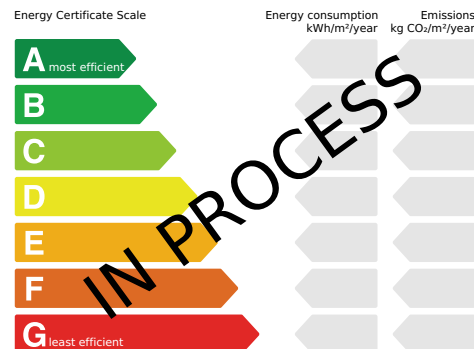 Energy Certificate Scale
Energy consumption
kWh/m²/year
Emissions
kg CO₂/m²/year
A most efficient
B
C
D
E
F
G least efficient
IN PROCESS